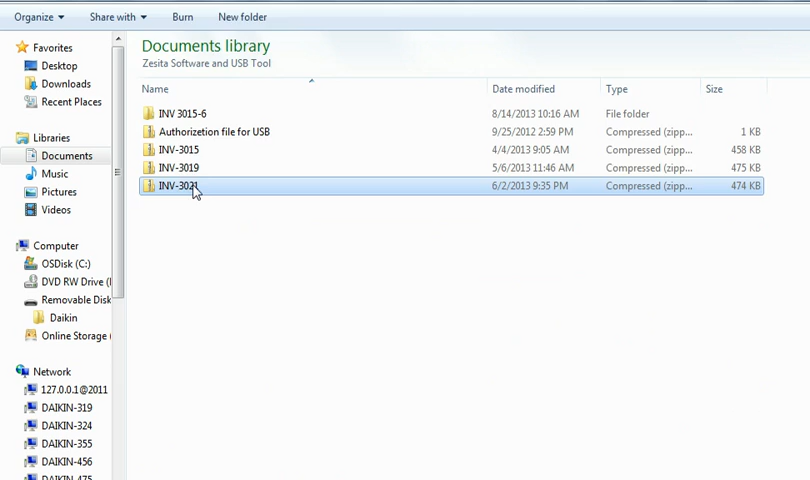 Organize Share with Burn New folder
Favorites
Desktop
Downloads
Recent Places
Libraries
Documents
Music
Pictures
Videos
Computer
OSDisk (C:)
DVD RW Drive (
Removable Disk
Daikin
Online Storage
Network
127.0.0.1@2011
DAIKIN-319
DAIKIN-324
DAIKIN-355
DAIKIN-456
DAIKIN-475
Documents library
Zesita Software and USB Tool
Name Date modified Type Size
INV 3015-6 8/14/2013 10:16 AM File folder
Authorizetion file for USB 9/25/2012 2:59 PM Compressed (zipp... 1 KB
INV-3015 4/4/2013 9:05 AM Compressed (zipp... 458 KB
INV-3019 5/6/2013 11:46 AM Compressed (zipp... 475 KB
INV-3021 6/2/2013 9:35 PM Compressed (zipp... 474 KB